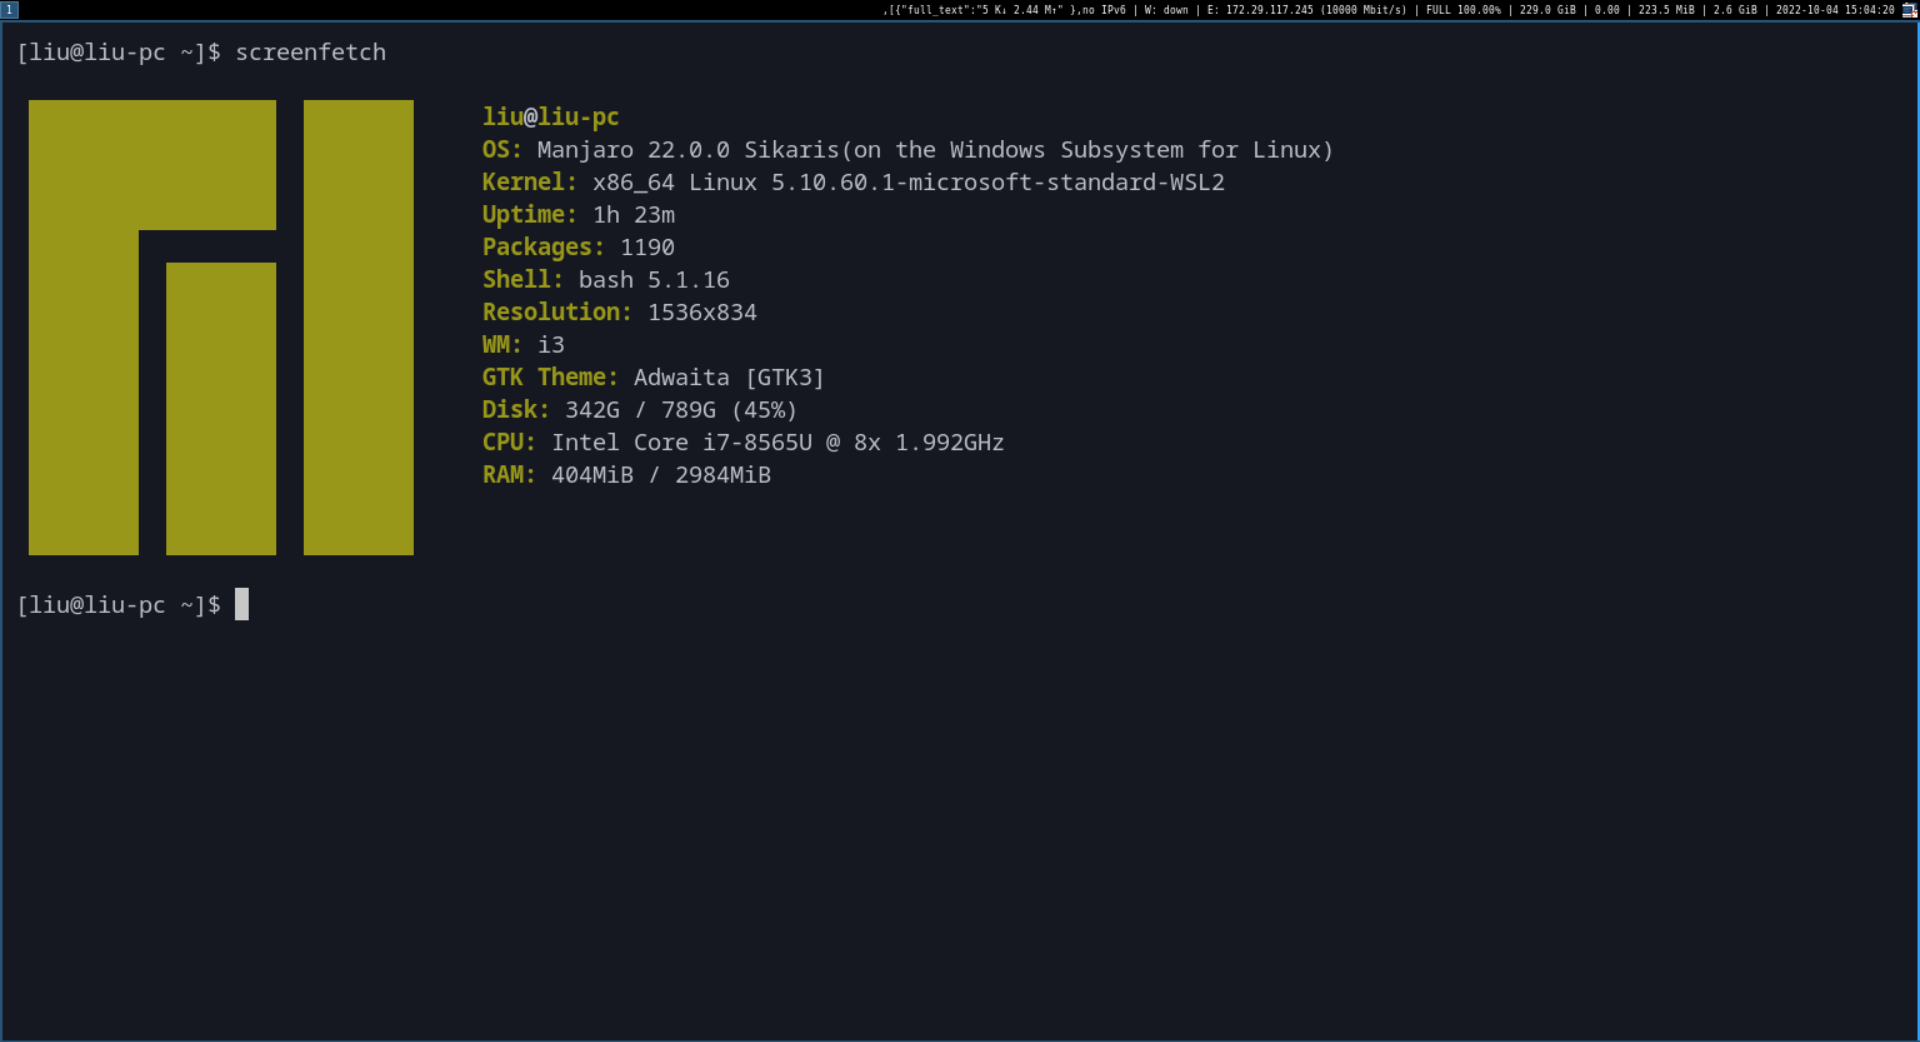 1
,[{"full_text":"5 K↓ 2.44 M↑" },no IPv6 | W: down | E: 172.29.117.245 (10000 Mbit/s) | FULL 100.00% | 229.0 GiB | 0.00 | 223.5 MiB | 2.6 GiB | 2022-10-04 15:04:20
[liu@liu-pc ~]$ screenfetch
liu@liu-pc
OS: Manjaro 22.0.0 Sikaris(on the Windows Subsystem for Linux)
Kernel: x86_64 Linux 5.10.60.1-microsoft-standard-WSL2
Uptime: 1h 23m
Packages: 1190
Shell: bash 5.1.16
Resolution: 1536x834
WM: i3
GTK Theme: Adwaita [GTK3]
Disk: 342G / 789G (45%)
CPU: Intel Core i7-8565U @ 8x 1.992GHz
RAM: 404MiB / 2984MiB
[liu@liu-pc ~]$